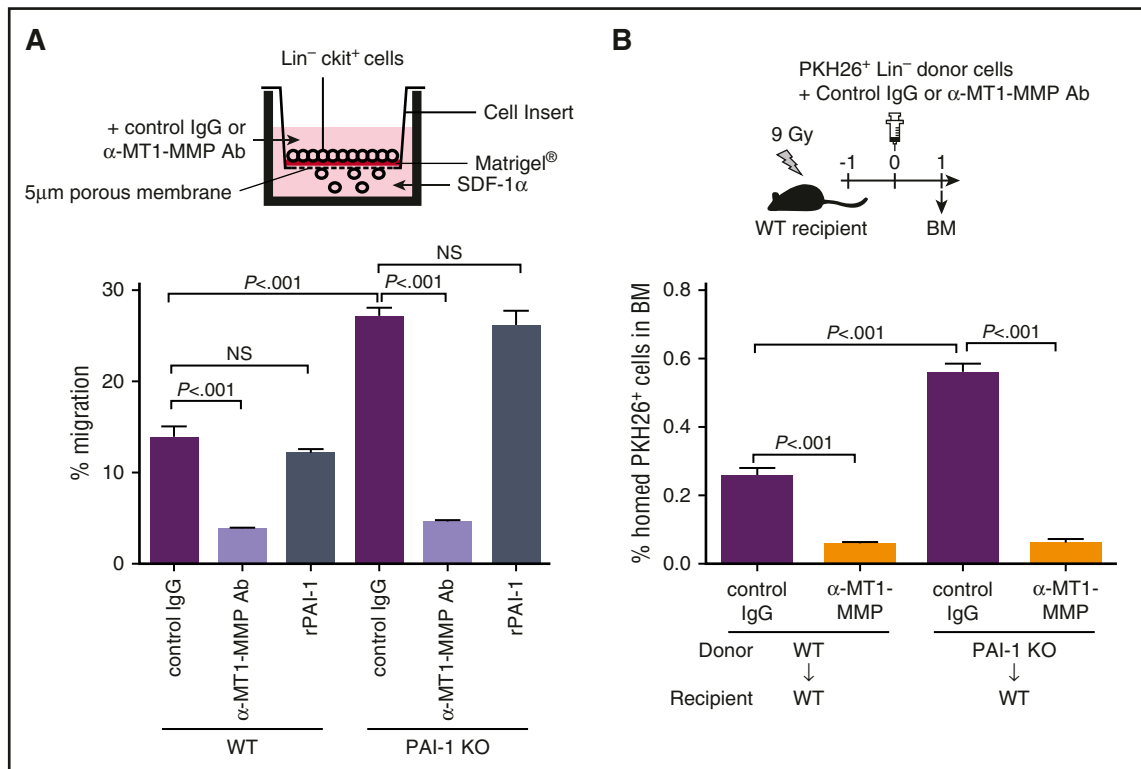 A
Lin⁻ ckit⁺ cells
Cell Insert
+ control IgG or
α-MT1-MMP Ab
Matrigel®
5μm porous membrane
SDF-1α
NS
P<.001
P<.001
NS
P<.001
30
20
10
0
% migration
control IgG
α-MT1-MMP Ab
rPAI-1
control IgG
α-MT1-MMP Ab
rPAI-1
WT
PAI-1 KO
B
PKH26⁺ Lin⁻ donor cells
+ Control IgG or α-MT1-MMP Ab
9 Gy
-1 0 1
WT recipient
BM
P<.001
P<.001
P<.001
0.8
0.6
0.4
0.2
0.0
% homed PKH26⁺ cells in BM
control
IgG
α-MT1-
MMP
control
IgG
α-MT1-
MMP
Donor WT PAI-1 KO
↓ ↓
Recipient WT WT